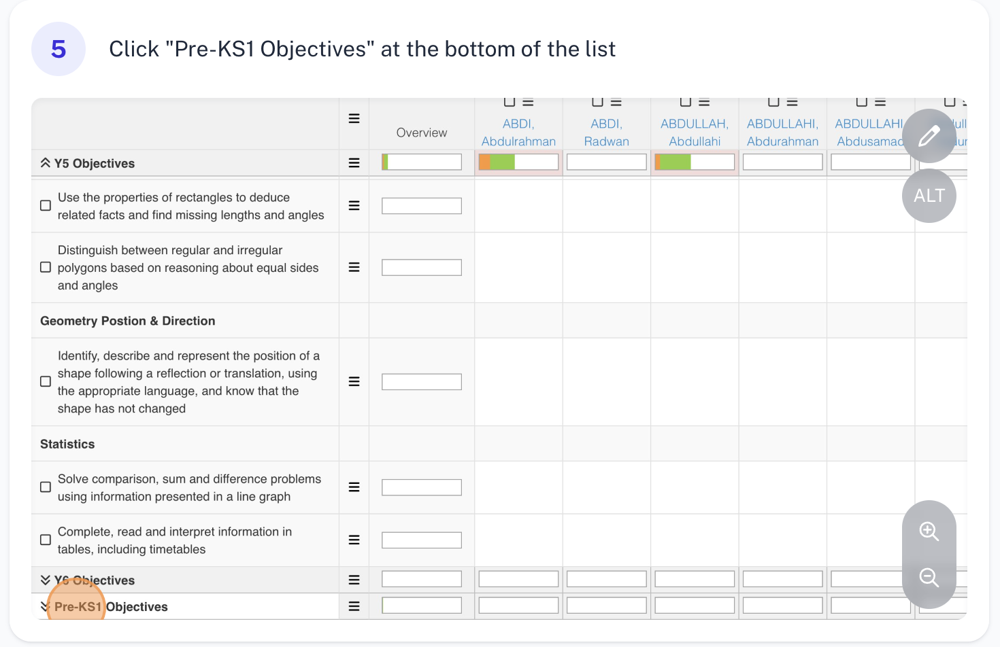 5
Click "Pre-KS1 Objectives" at the bottom of the list
Overview
ABDI,
Abdulrahman
ABDI,
Radwan
ABDULLAH,
Abdullahi
ABDULLAHI,
Abdurahman
ABDULLAHI
Abdusamad
ALT
Y5 Objectives
Use the properties of rectangles to deduce
related facts and find missing lengths and angles
Distinguish between regular and irregular
polygons based on reasoning about equal sides
and angles
Geometry Postion & Direction
Identify, describe and represent the position of a
shape following a reflection or translation, using
the appropriate language, and know that the
shape has not changed
Statistics
Solve comparison, sum and difference problems
using information presented in a line graph
Complete, read and interpret information in
tables, including timetables
Y6 Objectives
Pre-KS1 Objectives